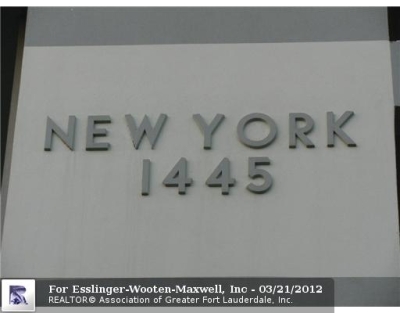 NEW YORK
1445
For Esslinger-Wooten-Maxwell, Inc - 03/21/2012
REALTOR© Association of Greater Fort Lauderdale, Inc.